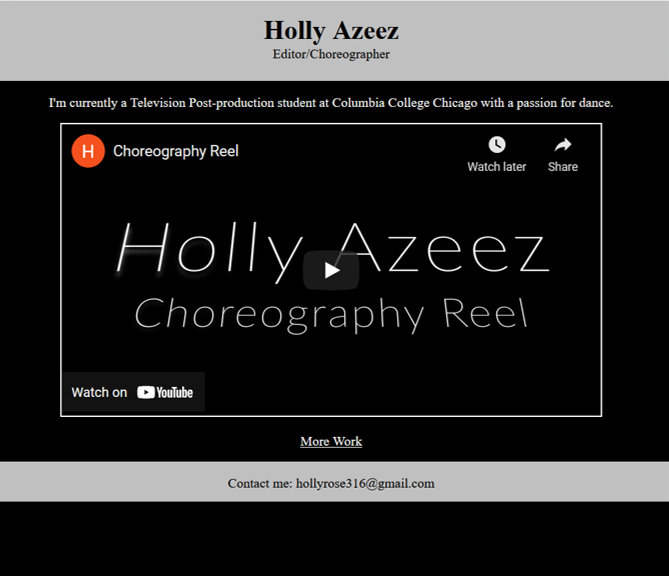 Holly Azeez
Editor/Choreographer
I'm currently a Television Post-production student at Columbia College Chicago with a passion for dance.
H Choreography Reel
Watch later Share
Holly Azeez
Choreography Reel
Watch on YouTube
More Work
Contact me: hollyrose316@gmail.com